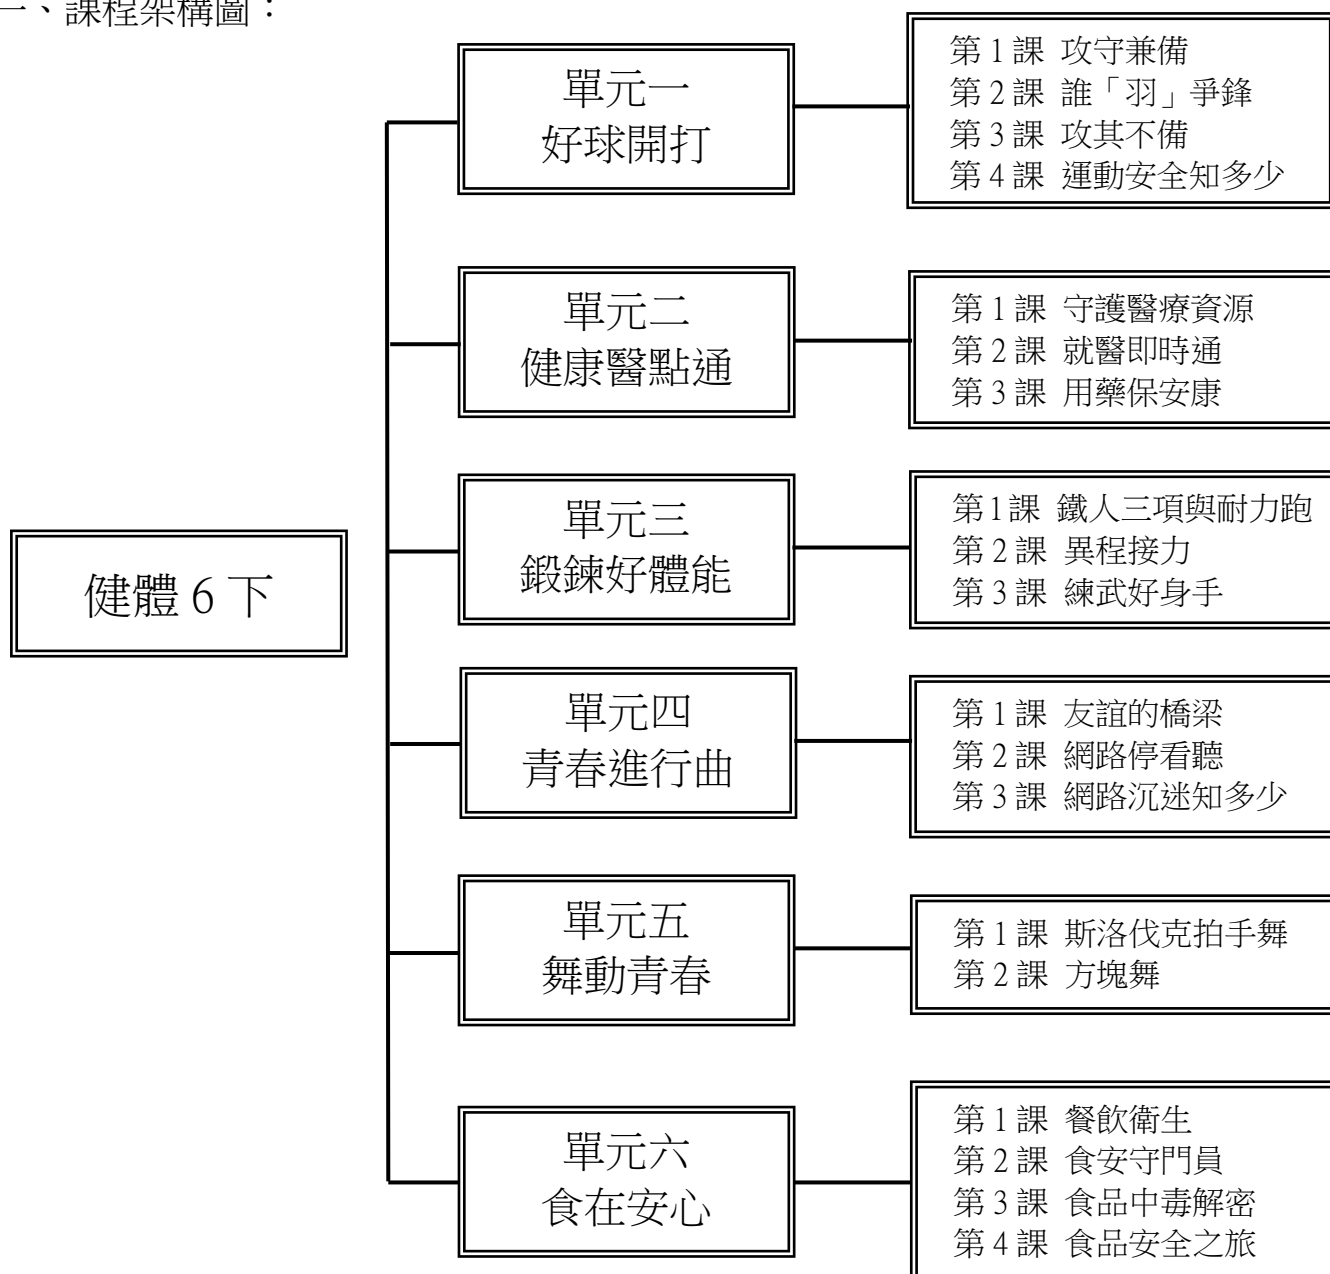 一、課程架構圖：
單元一
好球開打
第 1 課 攻守兼備
第 2 課 誰「羽」爭鋒
第 3 課 攻其不備
第 4 課 運動安全知多少
單元二
健康醫點通
第 1 課 守護醫療資源
第 2 課 就醫即時通
第 3 課 用藥保安康
健體 6 下
單元三
鍛鍊好體能
第 1 課 鐵人三項與耐力跑
第 2 課 異程接力
第 3 課 練武好身手
單元四
青春進行曲
第 1 課 友誼的橋梁
第 2 課 網路停看聽
第 3 課 網路沉迷知多少
單元五
舞動青春
第 1 課 斯洛伐克拍手舞
第 2 課 方塊舞
單元六
食在安心
第 1 課 餐飲衛生
第 2 課 食安守門員
第 3 課 食品中毒解密
第 4 課 食品安全之旅